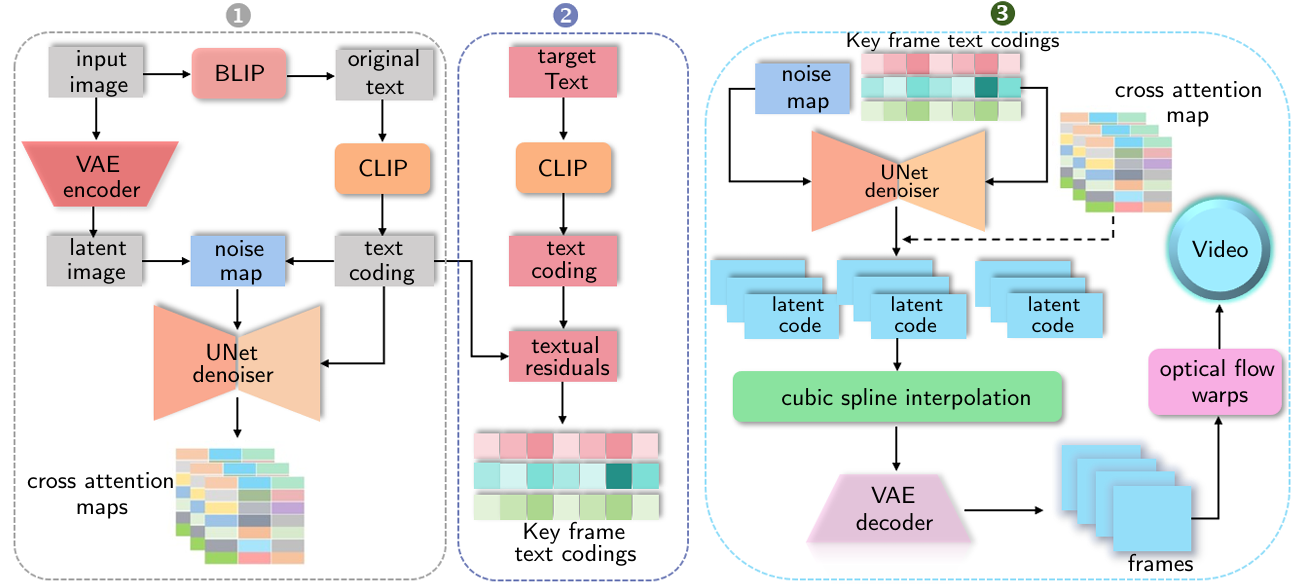 1
input
image
BLIP
original
text
VAE
encoder
CLIP
latent
image
noise
map
text
coding
UNet
denoiser
cross attention
maps
2
target
Text
CLIP
text
coding
textual
residuals
Key frame
text codings
3
Key frame text codings
noise
map
cross attention
map
UNet
denoiser
latent
code
latent
code
latent
code
Video
cubic spline interpolation
optical flow
warps
VAE
decoder
frames